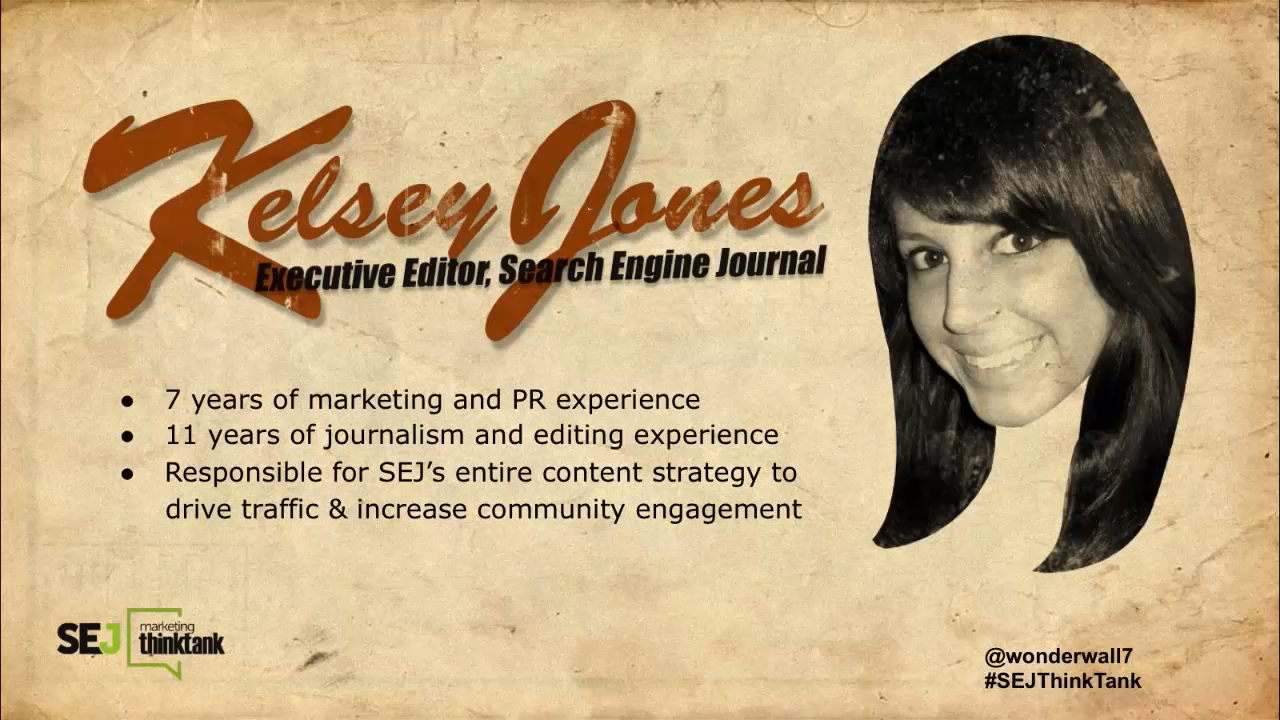 Kelsey Jones
Executive Editor, Search Engine Journal
● 7 years of marketing and PR experience
● 11 years of journalism and editing experience
● Responsible for SEJ’s entire content strategy to
drive traffic & increase community engagement
SEJ
marketing
thinktank
@wonderwall7
#SEJThinkTank